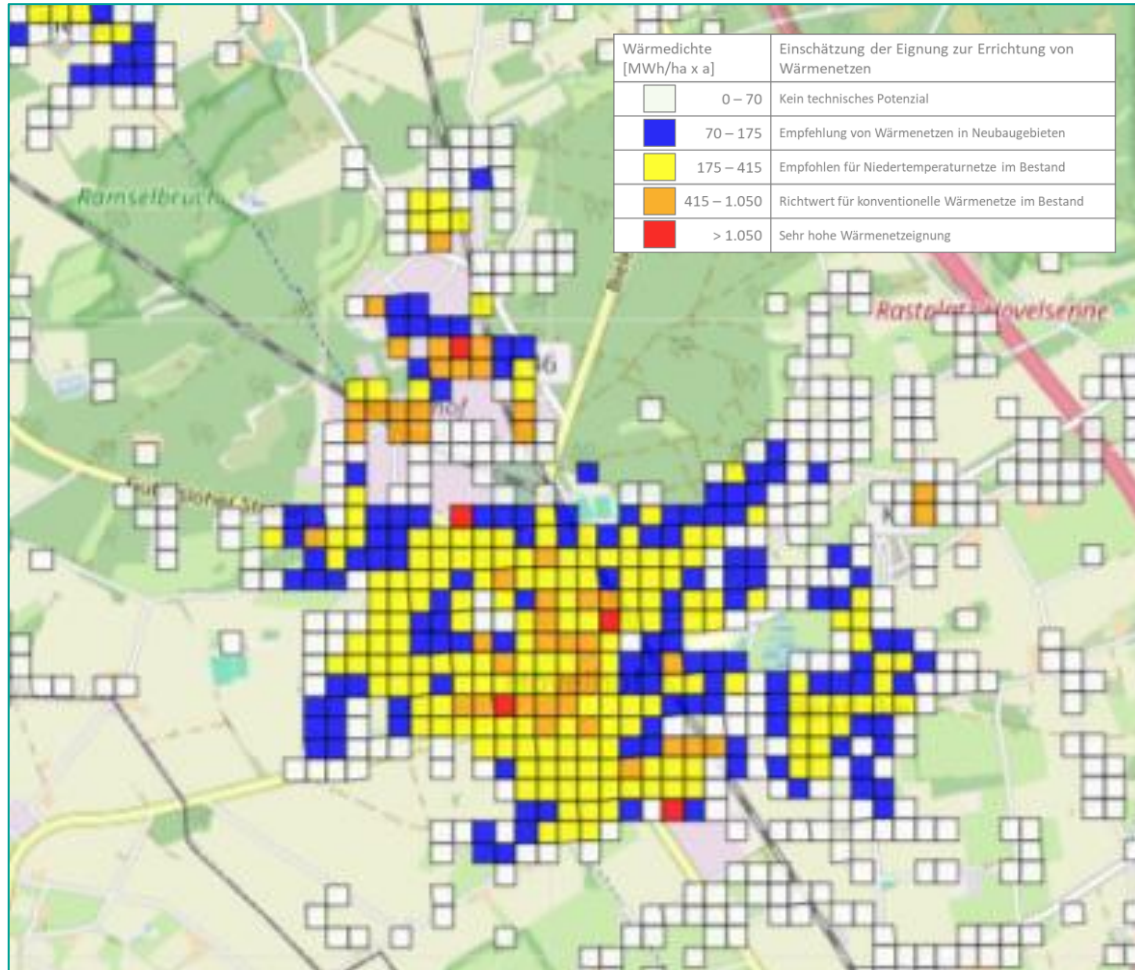 Wärmedichte
[MWh/ha x a]
Einschätzung der Eignung zur Errichtung von
Wärmenetzen
0 – 70 Kein technisches Potenzial
70 – 175 Empfehlung von Wärmenetzen in Neubaugebieten
175 – 415 Empfohlen für Niedertemperaturnetze im Bestand
415 – 1.050 Richtwert für konventionelle Wärmenetze im Bestand
> 1.050 Sehr hohe Wärmenetzeignung
Ramselbruch